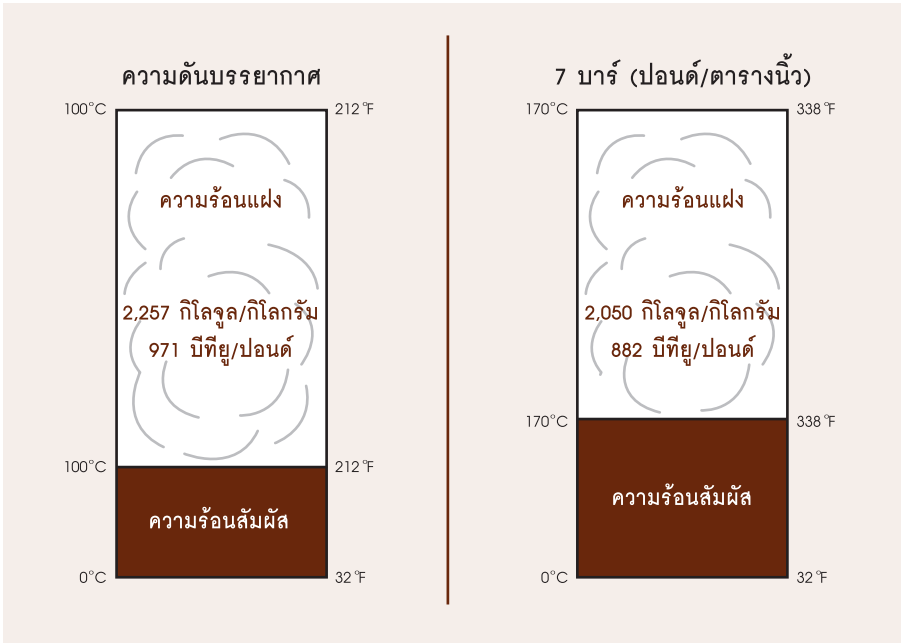 ความดันบรรยากาศ
100°C
212°F
ความร้อนแฝง
2,257 กิโลจูล/กิโลกรัม
971 บีทียู/ปอนด์
100°C
212°F
ความร้อนสัมผัส
0°C
32°F
7 บาร์ (ปอนด์/ตารางนิ้ว)
170°C
338°F
ความร้อนแฝง
2,050 กิโลจูล/กิโลกรัม
882 บีทียู/ปอนด์
170°C
338°F
ความร้อนสัมผัส
0°C
32°F